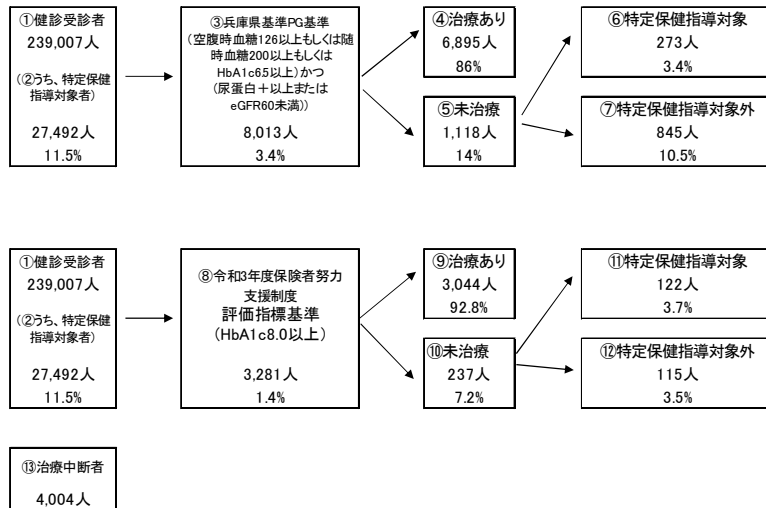 ①健診受診者
239,007人
(②うち、特定保健
指導対象者)
27,492人
11.5%
③兵庫県基準PG基準
(空腹時血糖126以上もしくは随
時血糖200以上もしくは
HbA1c6.5以上)かつ
(尿蛋白+以上または
eGFR60未満))
8,013人
3.4%
④治療あり
6,895人
86%
⑤未治療
1,118人
14%
⑥特定保健指導対象
273人
3.4%
⑦特定保健指導対象外
845人
10.5%
①健診受診者
239,007人
(②うち、特定保健
指導対象者)
27,492人
11.5%
⑧令和3年度保険者努力
支援制度
評価指標基準
(HbA1c8.0以上)
3,281人
1.4%
⑨治療あり
3,044人
92.8%
⑩未治療
237人
7.2%
⑪特定保健指導対象
122人
3.7%
⑫特定保健指導対象外
115人
3.5%
⑬治療中断者
4,004人